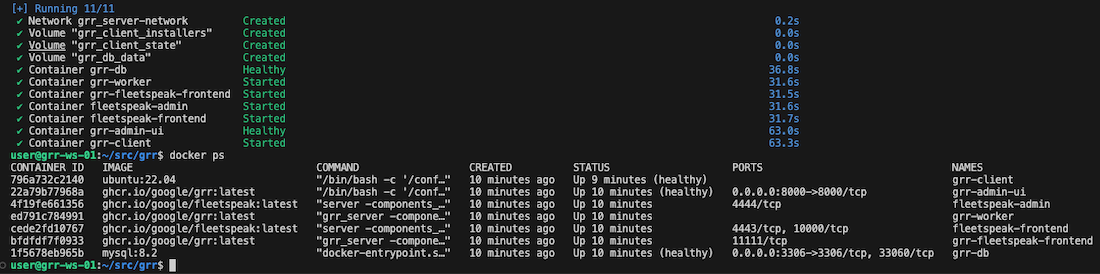 [+] Running 11/11
✔ Network grr_server-network Created 0.2s
✔ Volume "grr_client_installers" Created 0.0s
✔ Volume "grr_client_state" Created 0.0s
✔ Volume "grr_db_data" Created 0.0s
✔ Container grr-db Healthy 36.8s
✔ Container grr-worker Started 31.6s
✔ Container grr-fleetspeak-frontend Started 31.5s
✔ Container fleetspeak-admin Started 31.6s
✔ Container fleetspeak-frontend Started 31.7s
✔ Container grr-admin-ui Healthy 63.0s
✔ Container grr-client Started 63.3s
user@grr-ws-01:~/src/grr$ docker ps
CONTAINER ID IMAGE COMMAND CREATED STATUS PORTS NAMES
796a732c2140 ubuntu:22.04 "/bin/bash -c '/conf…" 10 minutes ago Up 9 minutes (healthy) grr-client
22a79b77968a ghcr.io/google/grr:latest "/bin/bash -c '/conf…" 10 minutes ago Up 10 minutes (healthy) 0.0.0.0:8000->8000/tcp grr-admin-ui
4f19fe661356 ghcr.io/google/fleetspeak:latest "server -components_…" 10 minutes ago Up 10 minutes 4444/tcp fleetspeak-admin
ed791c784991 ghcr.io/google/grr:latest "grr_server -compone…" 10 minutes ago Up 10 minutes grr-worker
cede2fd10767 ghcr.io/google/fleetspeak:latest "server -components_…" 10 minutes ago Up 10 minutes 4443/tcp, 10000/tcp fleetspeak-frontend
bfdfdf7f0933 ghcr.io/google/grr:latest "grr_server -compone…" 10 minutes ago Up 10 minutes 11111/tcp grr-fleetspeak-frontend
1f5678eb965b mysql:8.2 "docker-entrypoint.s…" 10 minutes ago Up 10 minutes (healthy) 0.0.0.0:3306->3306/tcp, 33060/tcp grr-db
user@grr-ws-01:~/src/grr$